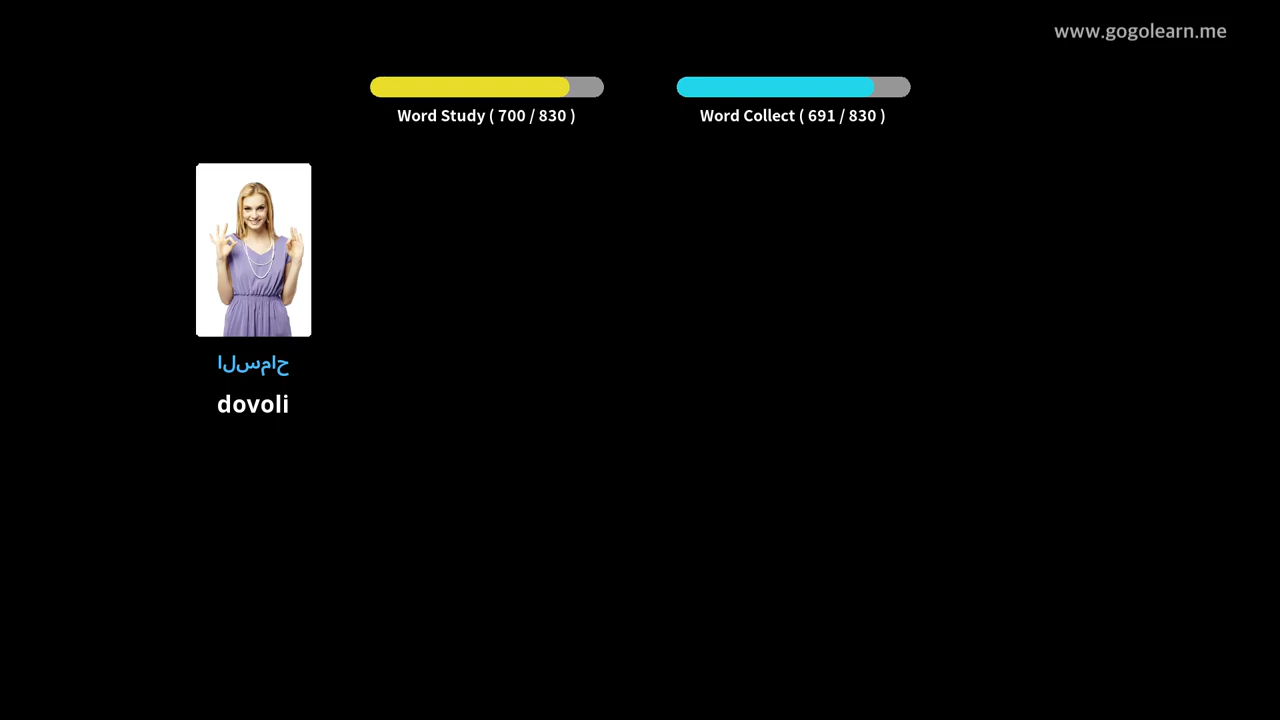 www.gogolearn.me
Word Study ( 700 / 830 )
Word Collect ( 691 / 830 )
السماح
dovoli